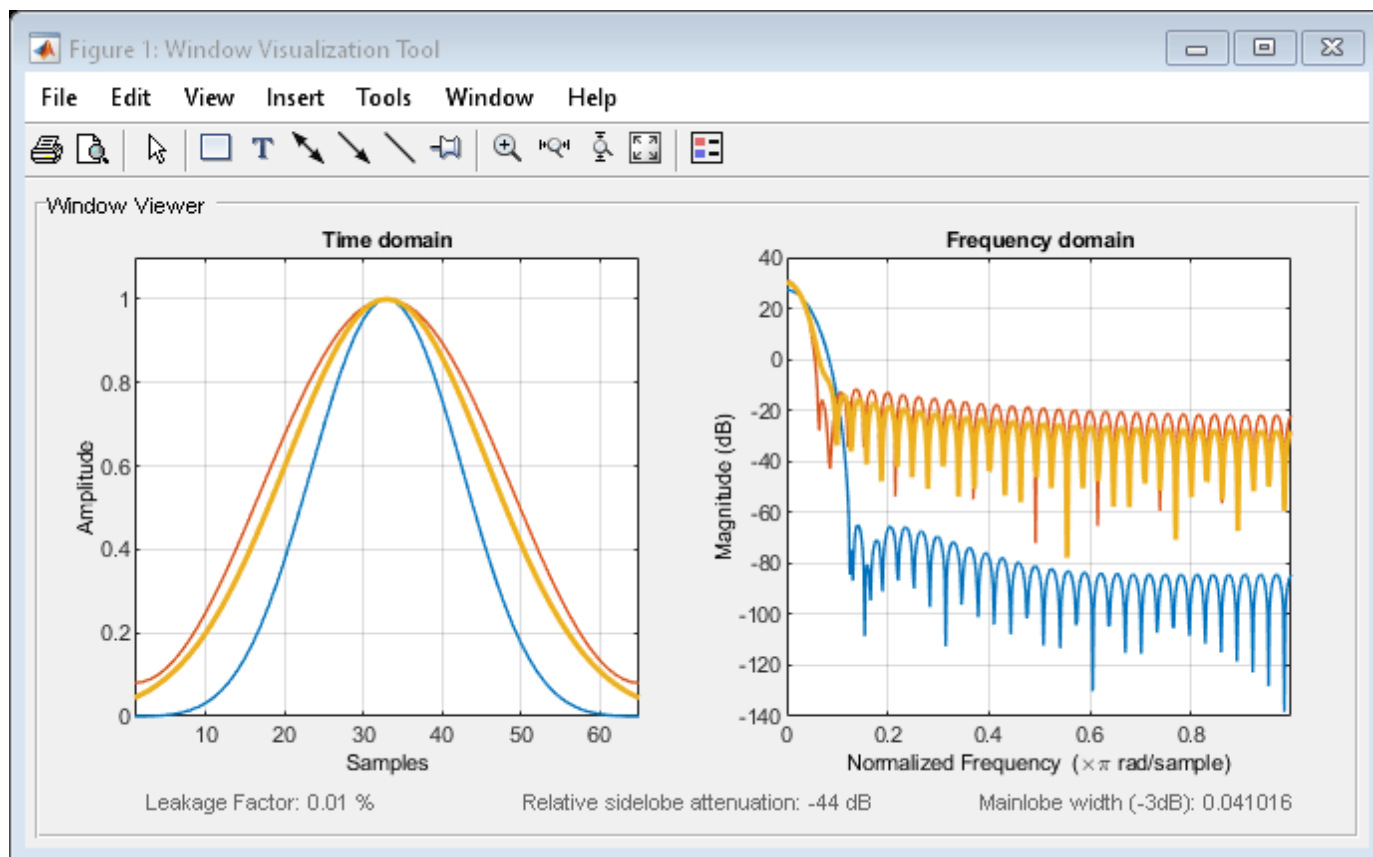 Figure 1: Window Visualization Tool
File Edit View Insert Tools Window Help
T
Window Viewer
Time domain
1
0.8
0.6
0.4
0.2
0
10 20 30 40 50 60
Amplitude
Samples
Frequency domain
40
20
0
-20
-40
-60
-80
-100
-120
-140
0 0.2 0.4 0.6 0.8
Magnitude (dB)
Normalized Frequency (×π rad/sample)
Leakage Factor: 0.01 % Relative sidelobe attenuation: -44 dB Mainlobe width (-3dB): 0.041016